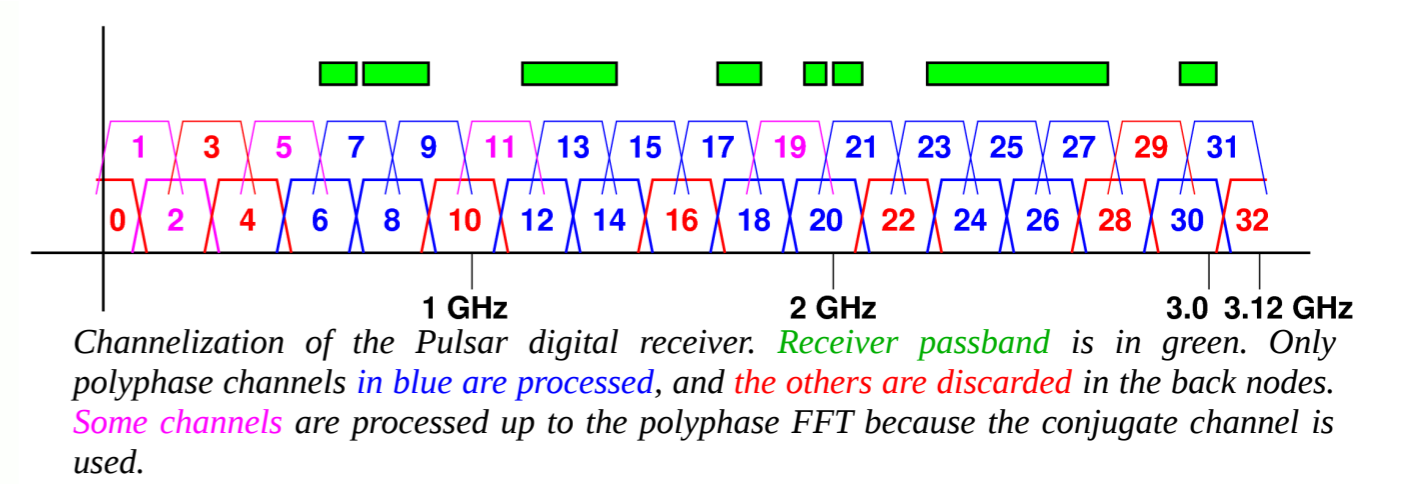 1 3 5 7 9 11 13 15 17 19 21 23 25 27 29 31
0 2 4 6 8 10 12 14 16 18 20 22 24 26 28 30 32
1 GHz 2 GHz 3.0 3.12 GHz
Channelization of the Pulsar digital receiver. Receiver passband is in green. Only
polyphase channels in blue are processed, and the others are discarded in the back nodes.
Some channels are processed up to the polyphase FFT because the conjugate channel is
used.